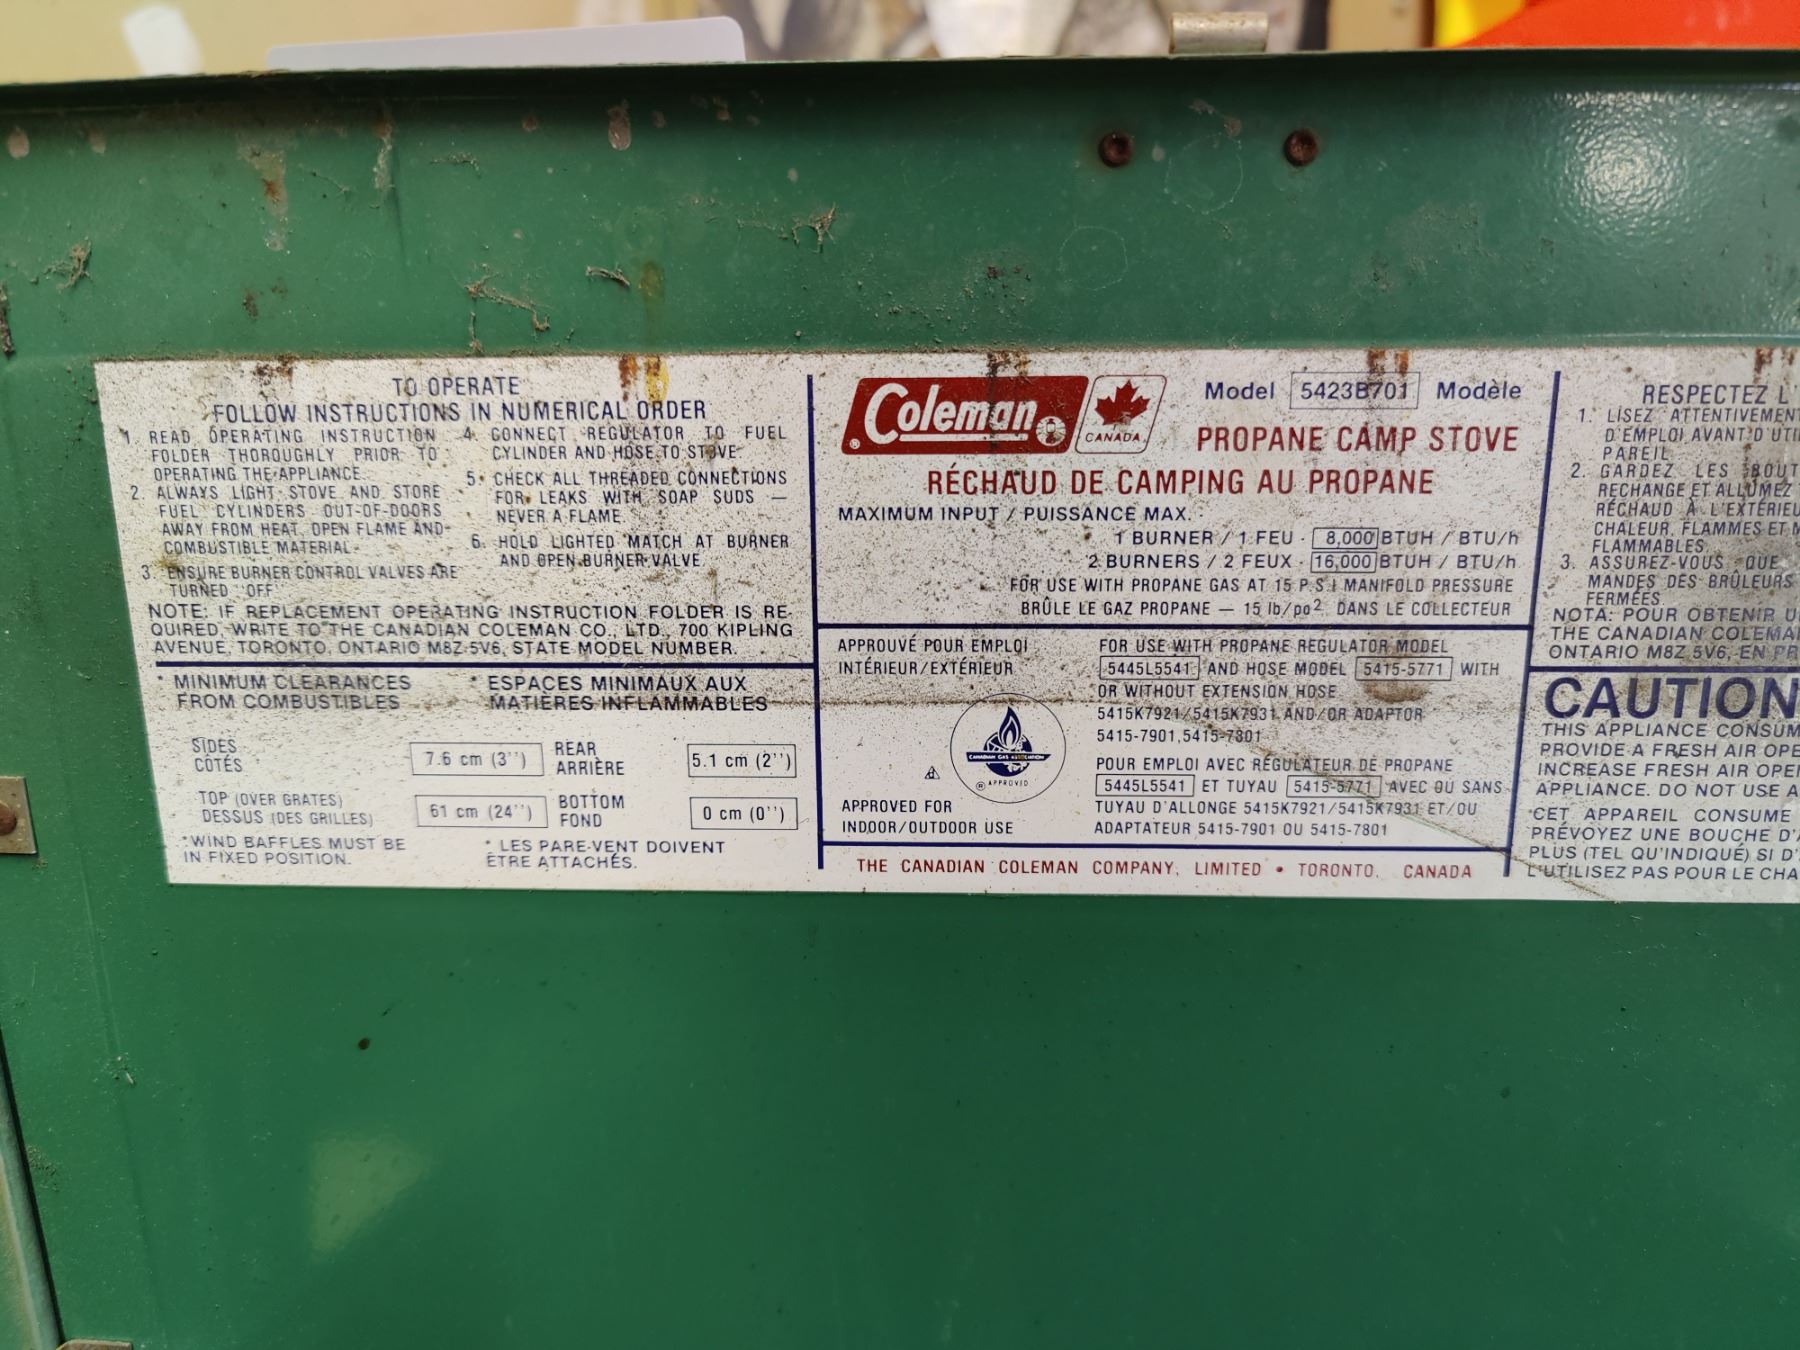 TO OPERATE
FOLLOW INSTRUCTIONS IN NUMERICAL ORDER
1. READ OPERATING INSTRUCTION
FOLDER THOROUGHLY PRIOR TO
OPERATING THE APPLIANCE.
2. ALWAYS LIGHT STOVE AND STORE
FUEL CYLINDERS OUT-OF-DOORS
AWAY FROM HEAT, OPEN FLAME AND
COMBUSTIBLE MATERIAL.
3. ENSURE BURNER CONTROL VALVES ARE
TURNED "OFF"
4. CONNECT REGULATOR TO FUEL
CYLINDER AND HOSE TO STOVE
5. CHECK ALL THREADED CONNECTIONS
FOR LEAKS WITH SOAP SUDS —
NEVER A FLAME.
6. HOLD LIGHTED MATCH AT BURNER
AND OPEN BURNER VALVE.
NOTE: IF REPLACEMENT OPERATING INSTRUCTION FOLDER IS RE-
QUIRED, WRITE TO THE CANADIAN COLEMAN CO., LTD., 700 KIPLING
AVENUE, TORONTO, ONTARIO M8Z 5V6, STATE MODEL NUMBER.
* MINIMUM CLEARANCES
FROM COMBUSTIBLES
* ESPACES MINIMAUX AUX
MATIÈRES INFLAMMABLES
SIDES
CÔTÉS
7.6 cm (3'')
REAR
ARRIÈRE
5.1 cm (2'')
TOP (OVER GRATES)
DESSUS (DES GRILLES)
61 cm (24'')
BOTTOM
FOND
0 cm (0'')
*WIND BAFFLES MUST BE
IN FIXED POSITION.
* LES PARE-VENT DOIVENT
ÊTRE ATTACHÉS.
Coleman ®
CANADA
Model 5423B701 Modèle
PROPANE CAMP STOVE
RÉCHAUD DE CAMPING AU PROPANE
MAXIMUM INPUT / PUISSANCE MAX.
1 BURNER / 1 FEU - 8,000 BTUH / BTU/h
2 BURNERS / 2 FEUX - 16,000 BTUH / BTU/h
FOR USE WITH PROPANE GAS AT 15 P.S.I MANIFOLD PRESSURE
BRÛLE LE GAZ PROPANE — 15 lb/po² DANS LE COLLECTEUR
APPROUVÉ POUR EMPLOI
INTÉRIEUR/EXTÉRIEUR
CANADIAN GAS ASSOCIATION
® APPROVED
APPROVED FOR
INDOOR/OUTDOOR USE
FOR USE WITH PROPANE REGULATOR MODEL
5445L5541 AND HOSE MODEL 5415-5771 WITH
OR WITHOUT EXTENSION HOSE
5415K7921/5415K7931 AND/OR ADAPTOR
5415-7901, 5415-7801
POUR EMPLOI AVEC RÉGULATEUR DE PROPANE
5445L5541 ET TUYAU 5415-5771 AVEC OU SANS
TUYAU D'ALLONGE 5415K7921/5415K7931 ET/OU
ADAPTATEUR 5415-7901 OU 5415-7801
THE CANADIAN COLEMAN COMPANY, LIMITED • TORONTO, CANADA
RESPECTEZ L'
1. LISEZ ATTENTIVEMENT
D'EMPLOI AVANT D'UTI
PAREIL
2. GARDEZ LES BOUT
RECHANGE ET ALLUMEZ
RÉCHAUD À L'EXTÉRIEU
CHALEUR, FLAMMES ET M
FLAMMABLES.
3. ASSUREZ-VOUS QUE
MANDES DES BRÛLEURS
FERMÉES.
NOTA: POUR OBTENIR U
THE CANADIAN COLEMA
ONTARIO M8Z 5V6, EN PR
CAUTION
THIS APPLIANCE CONSUM
PROVIDE A FRESH AIR OPE
INCREASE FRESH AIR OPE
APPLIANCE. DO NOT USE A
*CET APPAREIL CONSUME
PRÉVOYEZ UNE BOUCHE D'
PLUS (TEL QU'INDIQUÉ) SI D'
L'UTILISEZ PAS POUR LE CHA